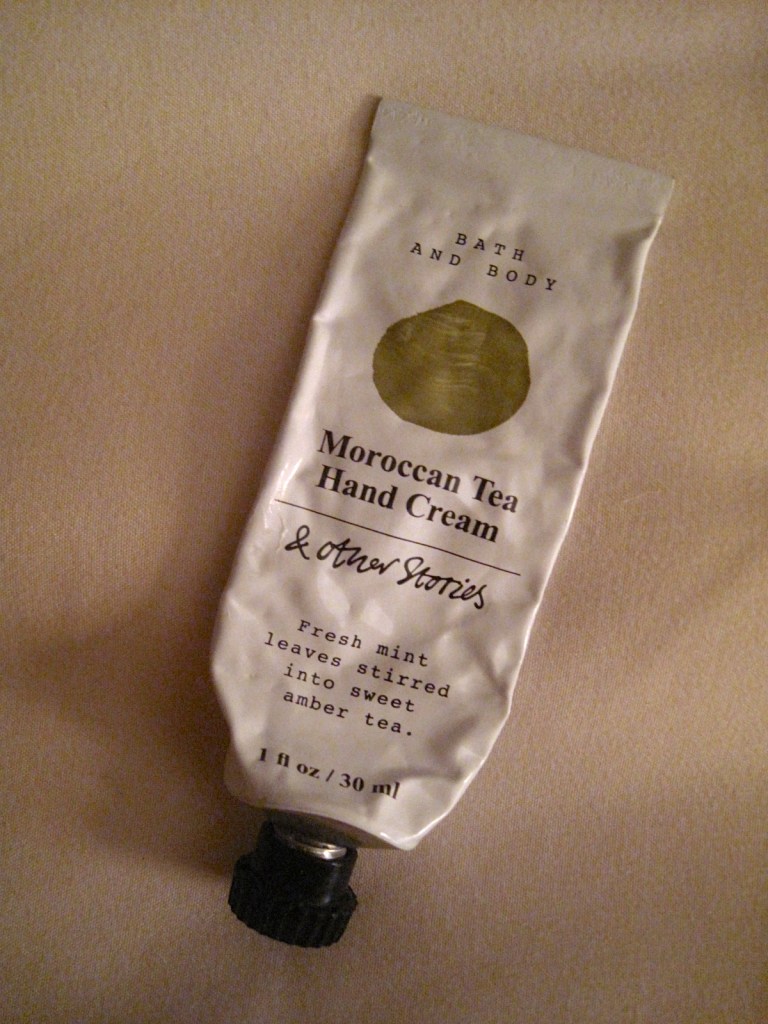 BATH
AND BODY
Moroccan Tea
Hand Cream
& other Stories
Fresh mint
leaves stirred
into sweet
amber tea.
1 fl oz / 30 ml